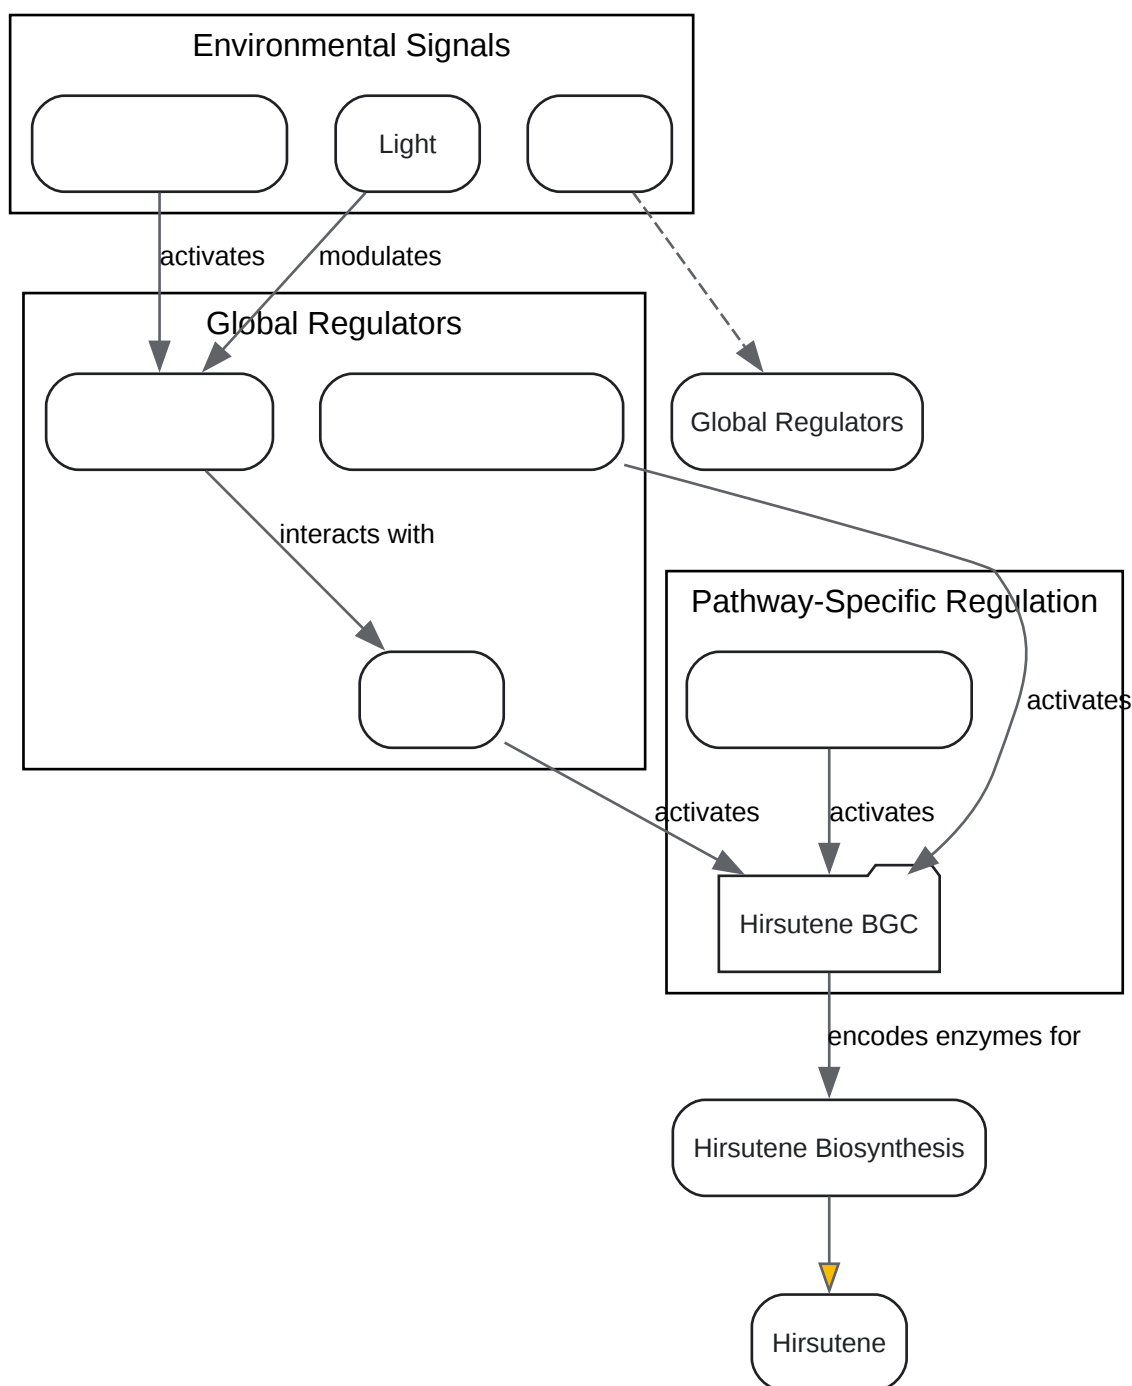 Environmental Signals
Light
activates
modulates
Global Regulators
Global Regulators
interacts with
Pathway-Specific Regulation
activates
activates
activates
Hirsutene BGC
encodes enzymes for
Hirsutene Biosynthesis
Hirsutene